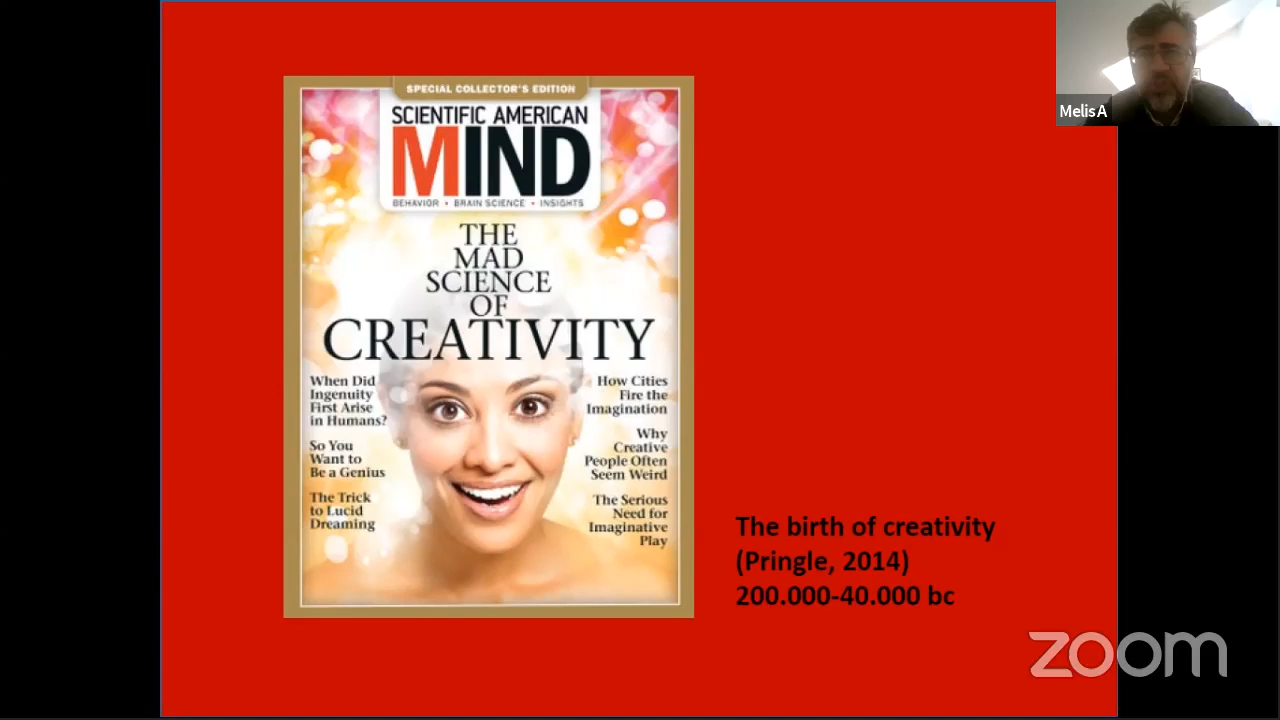 SPECIAL COLLECTOR'S EDITION
SCIENTIFIC AMERICAN
MIND
BEHAVIOR • BRAIN SCIENCE • INSIGHTS
THE
MAD
SCIENCE
OF
CREATIVITY
When Did
Ingenuity
First Arise
in Humans?
So You
Want to
Be a Genius
The Trick
to Lucid
Dreaming
How Cities
Fire the
Imagination
Why
Creative
People Often
Seem Weird
The Serious
Need for
Imaginative
Play
The birth of creativity
(Pringle, 2014)
200.000-40.000 bc
Melis A
zoom